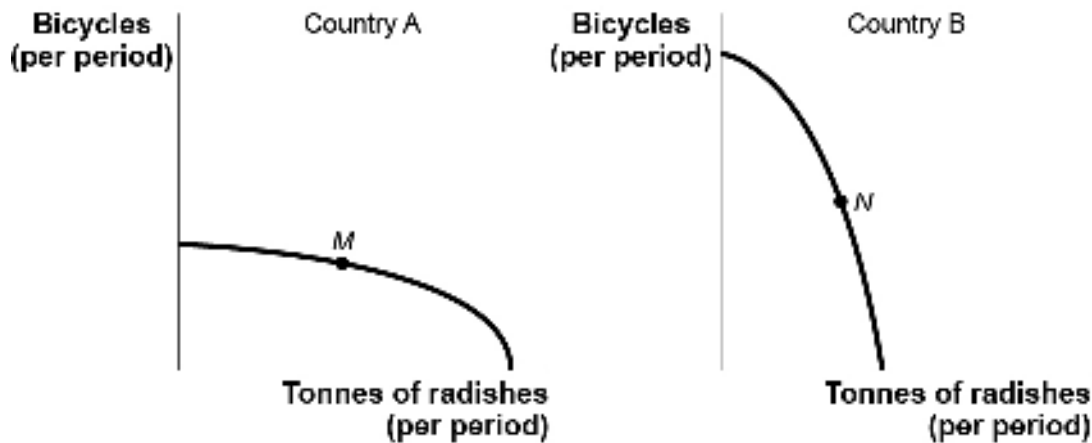 Bicycles
(per period)
Country A
M
Tonnes of radishes
(per period)
Bicycles
(per period)
Country B
N
Tonnes of radishes
(per period)